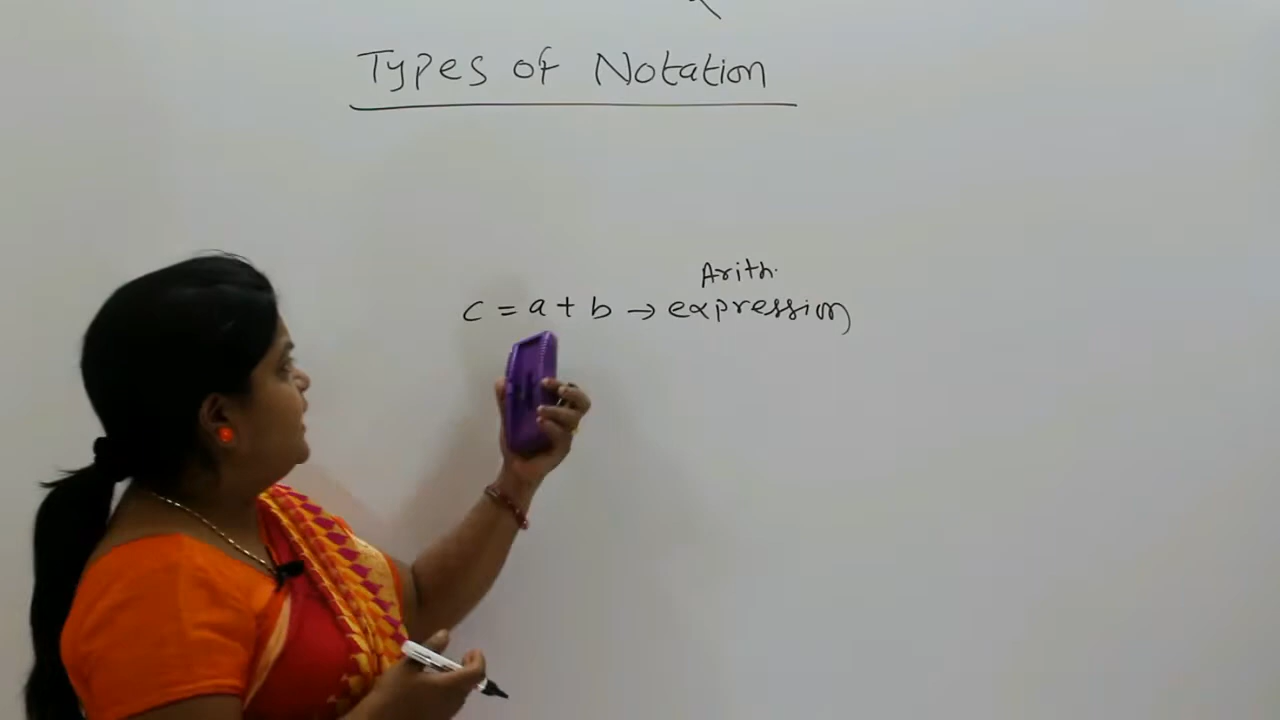 Types of Notation
Arith.
c = a + b → expression